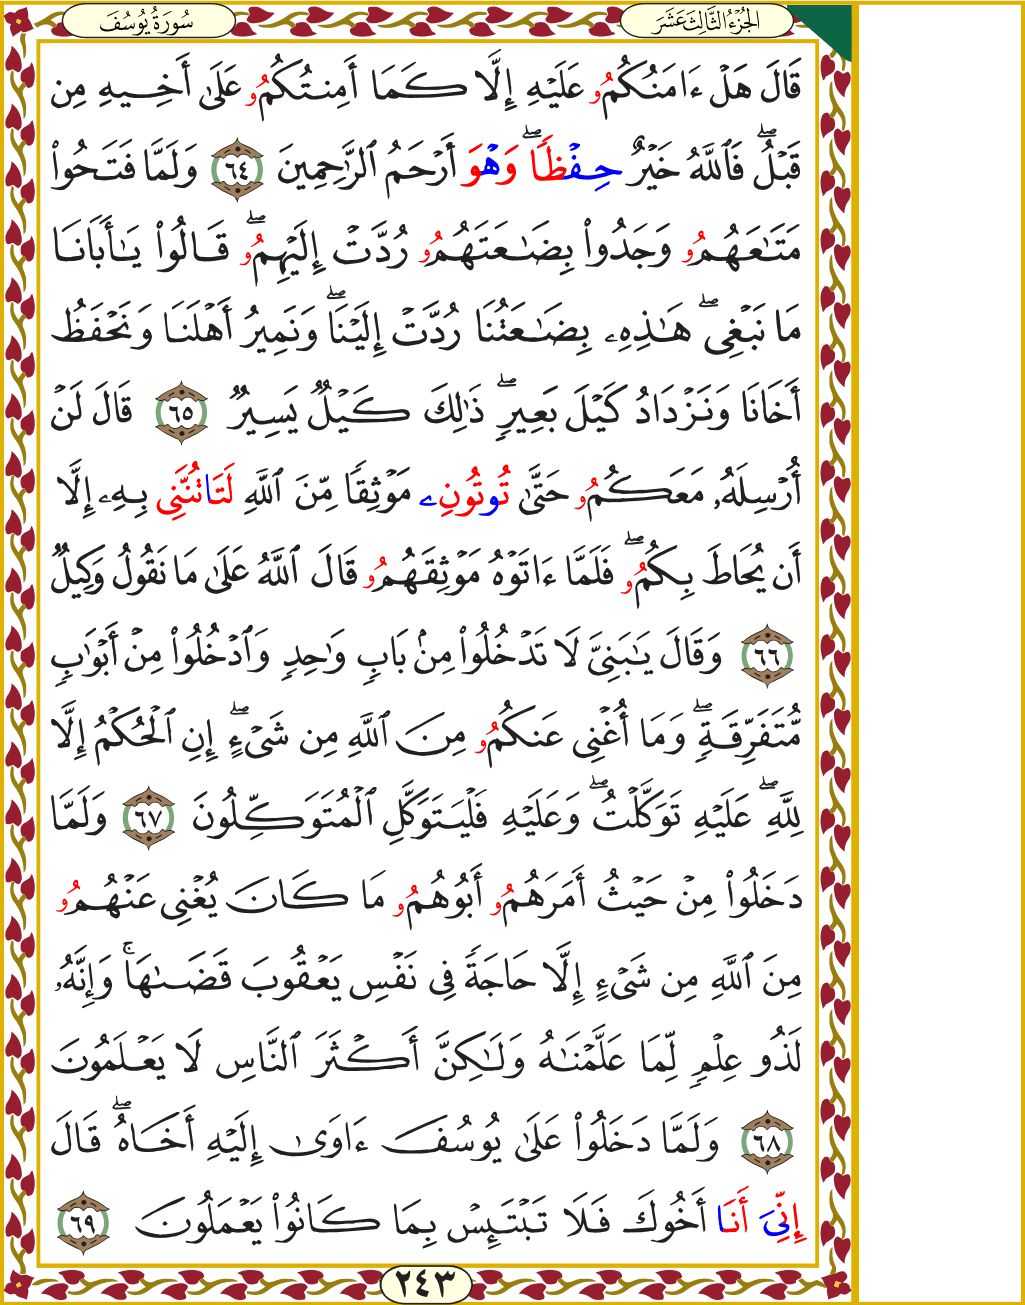 الجُزْءُ الثَّالِثَ عَشَرَ
سُورَةُ يُوسُفَ
قَالَ هَلْ ءَامَنُكُمُۥ عَلَيْهِ إِلَّا كَمَا أَمِنتُكُمُۥ عَلَىٰ أَخِيهِ مِن
قَبْلُۖ فَٱللَّهُ خَيْرٌ حِفْظًاۖ وَهْوَ أَرْحَمُ ٱلرَّٰحِمِينَ ٦٤ وَلَمَّا فَتَحُوا۟
مَتَٰعَهُمُۥ وَجَدُوا۟ بِضَٰعَتَهُمُۥ رُدَّتْ إِلَيْهِمُۥۖ قَالُوا۟ يَٰأَبَانَا
مَا نَبْغِىۖ هَٰذِهِۦ بِضَٰعَتُنَا رُدَّتْ إِلَيْنَاۖ وَنَمِيرُ أَهْلَنَا وَنَحْفَظُ
أَخَانَا وَنَزْدَادُ كَيْلَ بَعِيرٍۖ ذَٰلِكَ كَيْلٌ يَسِيرٌ ٦٥ قَالَ لَنْ
أُرْسِلَهُۥ مَعَكُمُۥ حَتَّىٰ تُوتُونِۦ مَوْثِقًا مِّنَ ٱللَّهِ لَتَاتُنَّنِى بِهِۦ إِلَّا
أَن يُحَاطَ بِكُمُۥۖ فَلَمَّا ءَاتَوْهُ مَوْثِقَهُمُۥ قَالَ ٱللَّهُ عَلَىٰ مَا نَقُولُ وَكِيلٌ
٦٦ وَقَالَ يَٰبَنِىَّ لَا تَدْخُلُوا۟ مِنۢ بَابٍ وَٰحِدٍ وَٱدْخُلُوا۟ مِنْ أَبْوَٰبٍ
مُّتَفَرِّقَةٍۖ وَمَا أُغْنِى عَنكُمُۥ مِنَ ٱللَّهِ مِن شَىْءٍۖ إِنِ ٱلْحُكْمُ إِلَّا
لِلَّهِۖ عَلَيْهِ تَوَكَّلْتُۖ وَعَلَيْهِ فَلْيَتَوَكَّلِ ٱلْمُتَوَكِّلُونَ ٦٧ وَلَمَّا
دَخَلُوا۟ مِنْ حَيْثُ أَمَرَهُمُۥ أَبُوهُمُۥ مَا كَانَ يُغْنِى عَنْهُمُۥ
مِنَ ٱللَّهِ مِن شَىْءٍ إِلَّا حَاجَةً فِى نَفْسِ يَعْقُوبَ قَضَىٰهَاۚ وَإِنَّهُۥ
لَذُو عِلْمٍ لِّمَا عَلَّمْنَٰهُ وَلَٰكِنَّ أَكْثَرَ ٱلنَّاسِ لَا يَعْلَمُونَ
٦٨ وَلَمَّا دَخَلُوا۟ عَلَىٰ يُوسُفَ ءَاوَىٰ إِلَيْهِ أَخَاهُۖ قَالَ
إِنِّىَ أَنَا أَخُوكَ فَلَا تَبْتَئِسْ بِمَا كَانُوا۟ يَعْمَلُونَ ٦٩
٢٤٣